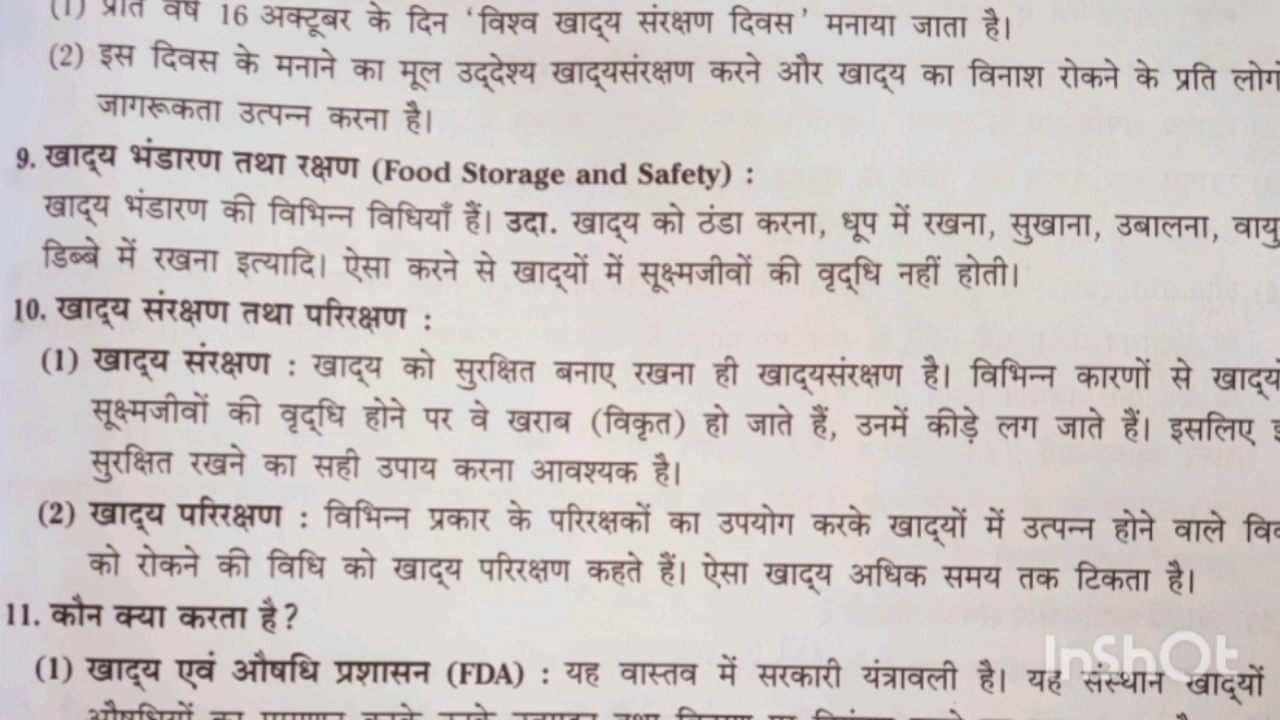 (1) प्रति वर्ष 16 अक्टूबर के दिन ‘विश्व खाद्य संरक्षण दिवस’ मनाया जाता है।
(2) इस दिवस के मनाने का मूल उद्देश्य खाद्यसंरक्षण करने और खाद्य का विनाश रोकने के प्रति
जागरूकता उत्पन्न करना है।
9. खाद्य भंडारण तथा रक्षण (Food Storage and Safety) :
खाद्य भंडारण की विभिन्न विधियाँ हैं। उदा. खाद्य को ठंडा करना, धूप में रखना, सुखाना, उबालना, वायु
डिब्बे में रखना इत्यादि। ऐसा करने से खाद्यों में सूक्ष्मजीवों की वृद्धि नहीं होती।
10. खाद्य संरक्षण तथा परिरक्षण :
(1) खाद्य संरक्षण : खाद्य को सुरक्षित बनाए रखना ही खाद्यसंरक्षण है। विभिन्न कारणों से खाद्य
सूक्ष्मजीवों की वृद्धि होने पर वे खराब (विकृत) हो जाते हैं, उनमें कीड़े लग जाते हैं। इसलिए
सुरक्षित रखने का सही उपाय करना आवश्यक है।
(2) खाद्य परिरक्षण : विभिन्न प्रकार के परिरक्षकों का उपयोग करके खाद्यों में उत्पन्न होने वाले
को रोकने की विधि को खाद्य परिरक्षण कहते हैं। ऐसा खाद्य अधिक समय तक टिकता है।
11. कौन क्या करता है?
(1) खाद्य एवं औषधि प्रशासन (FDA) : यह वास्तव में सरकारी यंत्रावली है। यह संस्थान खाद्यों
InShOt